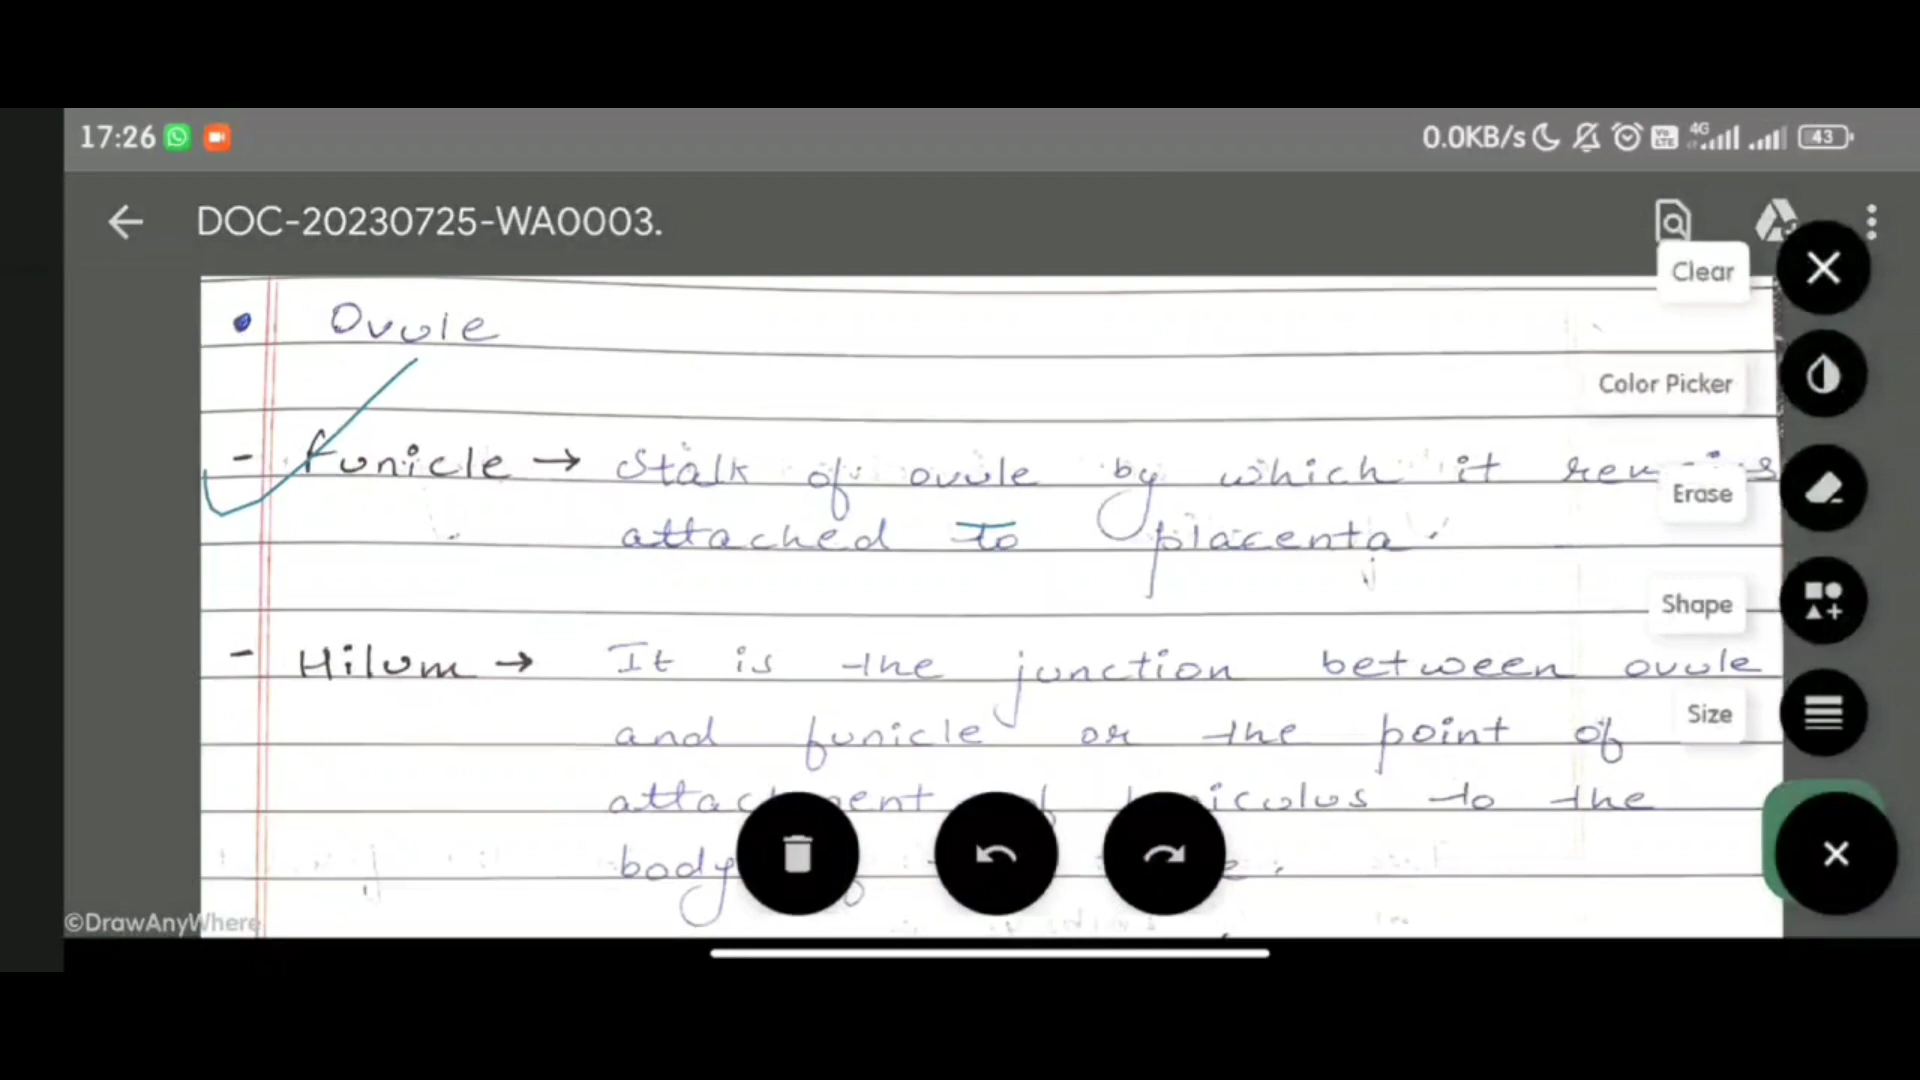 17:26 0.0KB/s 4G 43
DOC-20230725-WA0003.
Clear
• Ovule
Color Picker
- Funicle → Stalk of ovule by which it
Erase
attached to placenta.
Shape
- Hilum → It is the junction between ovule
Size
and funicle or the point of
to the
body
©DrawAnyWhere